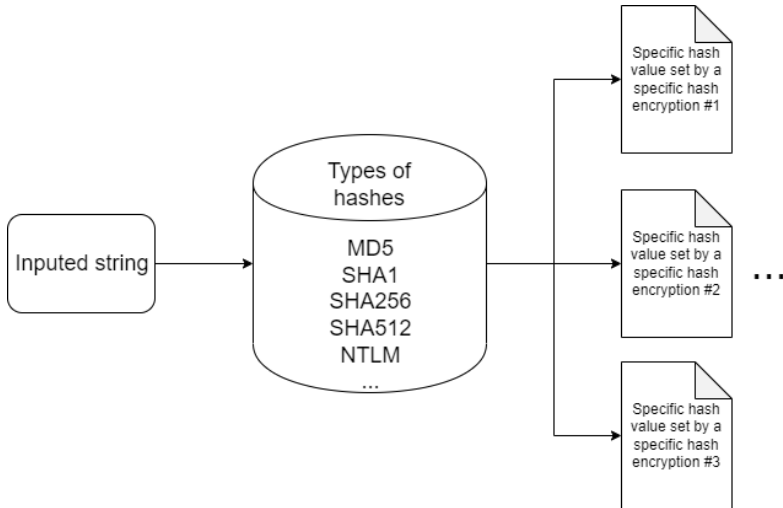 Inputed string
Types of
hashes
MD5
SHA1
SHA256
SHA512
NTLM
...
Specific hash
value set by a
specific hash
encryption #1
Specific hash
value set by a
specific hash
encryption #2
...
Specific hash
value set by a
specific hash
encryption #3